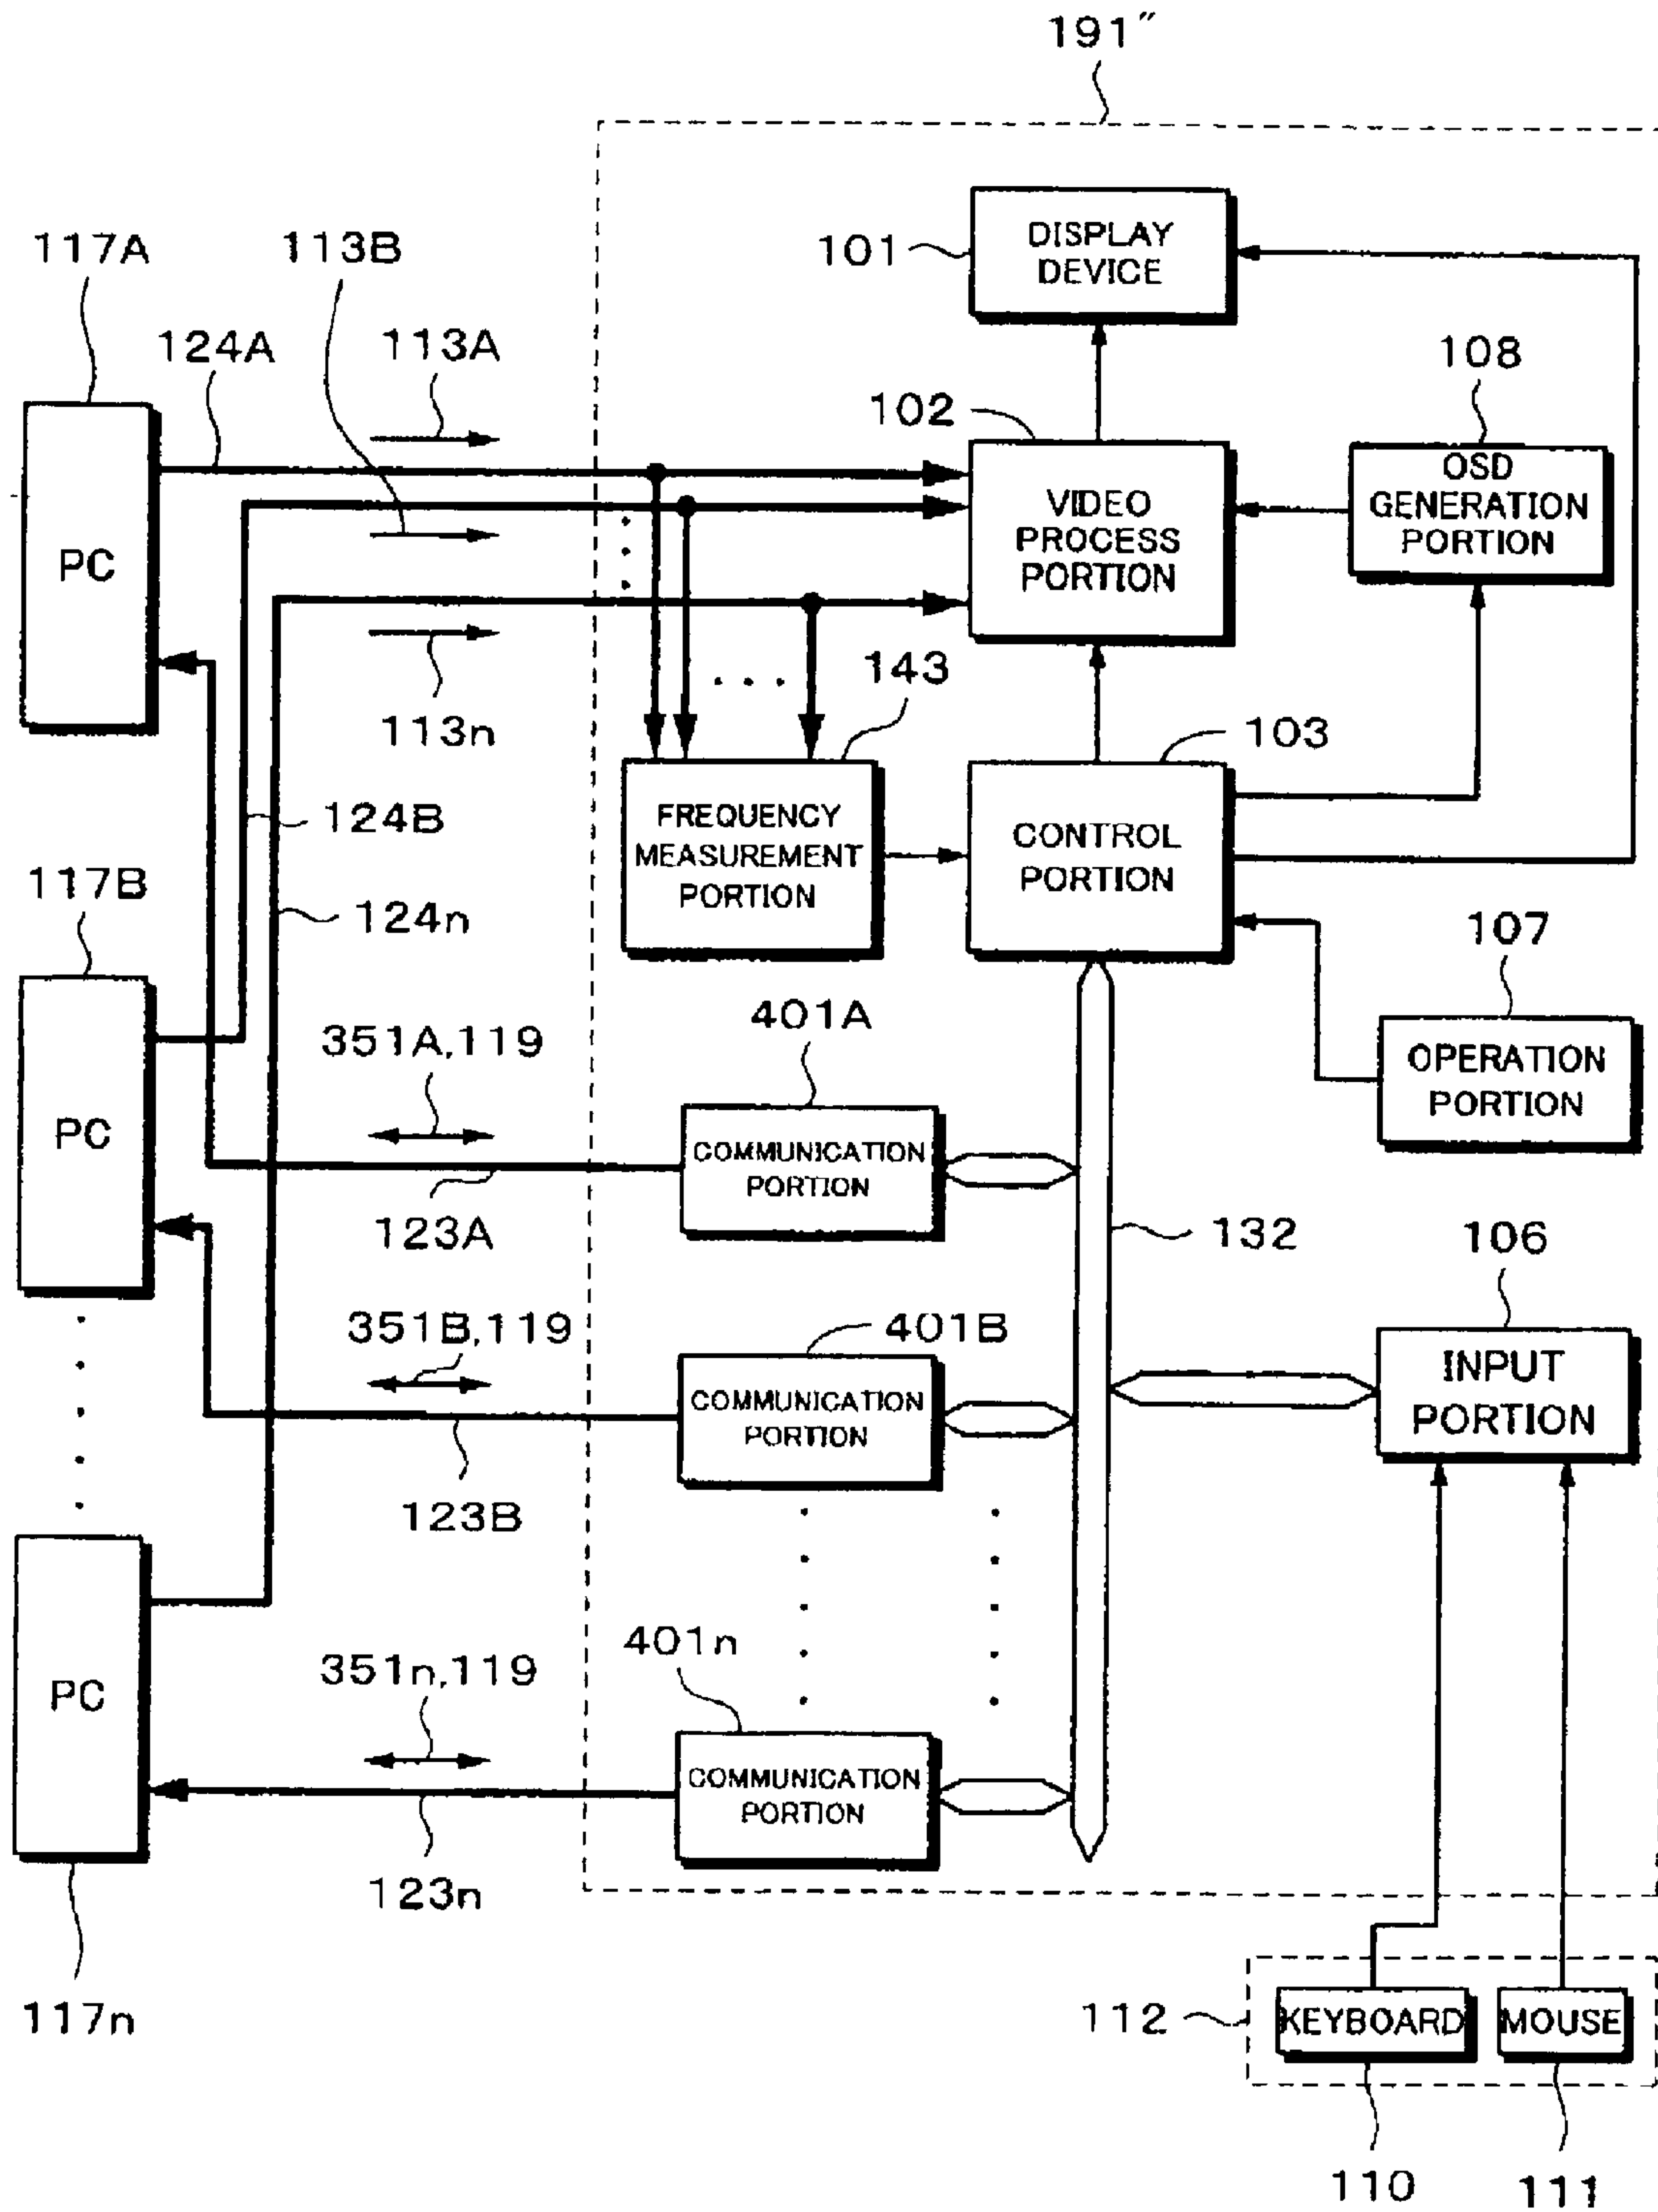 191″
DISPLAY
DEVICE
101
117A
113B
124A
113A
108
102
OSD
GENERATION
PORTION
VIDEO
PROCESS
PORTION
PC
143
113n
103
124B
FREQUENCY
MEASUREMENT
PORTION
CONTROL
PORTION
117B
124n
107
401A
351A,119
OPERATION
PORTION
PC
COMMUNICATION
PORTION
123A
132
106
351B,119
401B
INPUT
PORTION
COMMUNICATION
PORTION
123B
401n
351n,119
PC
COMMUNICATION
PORTION
123n
117n
112
KEYBOARD
MOUSE
110
111